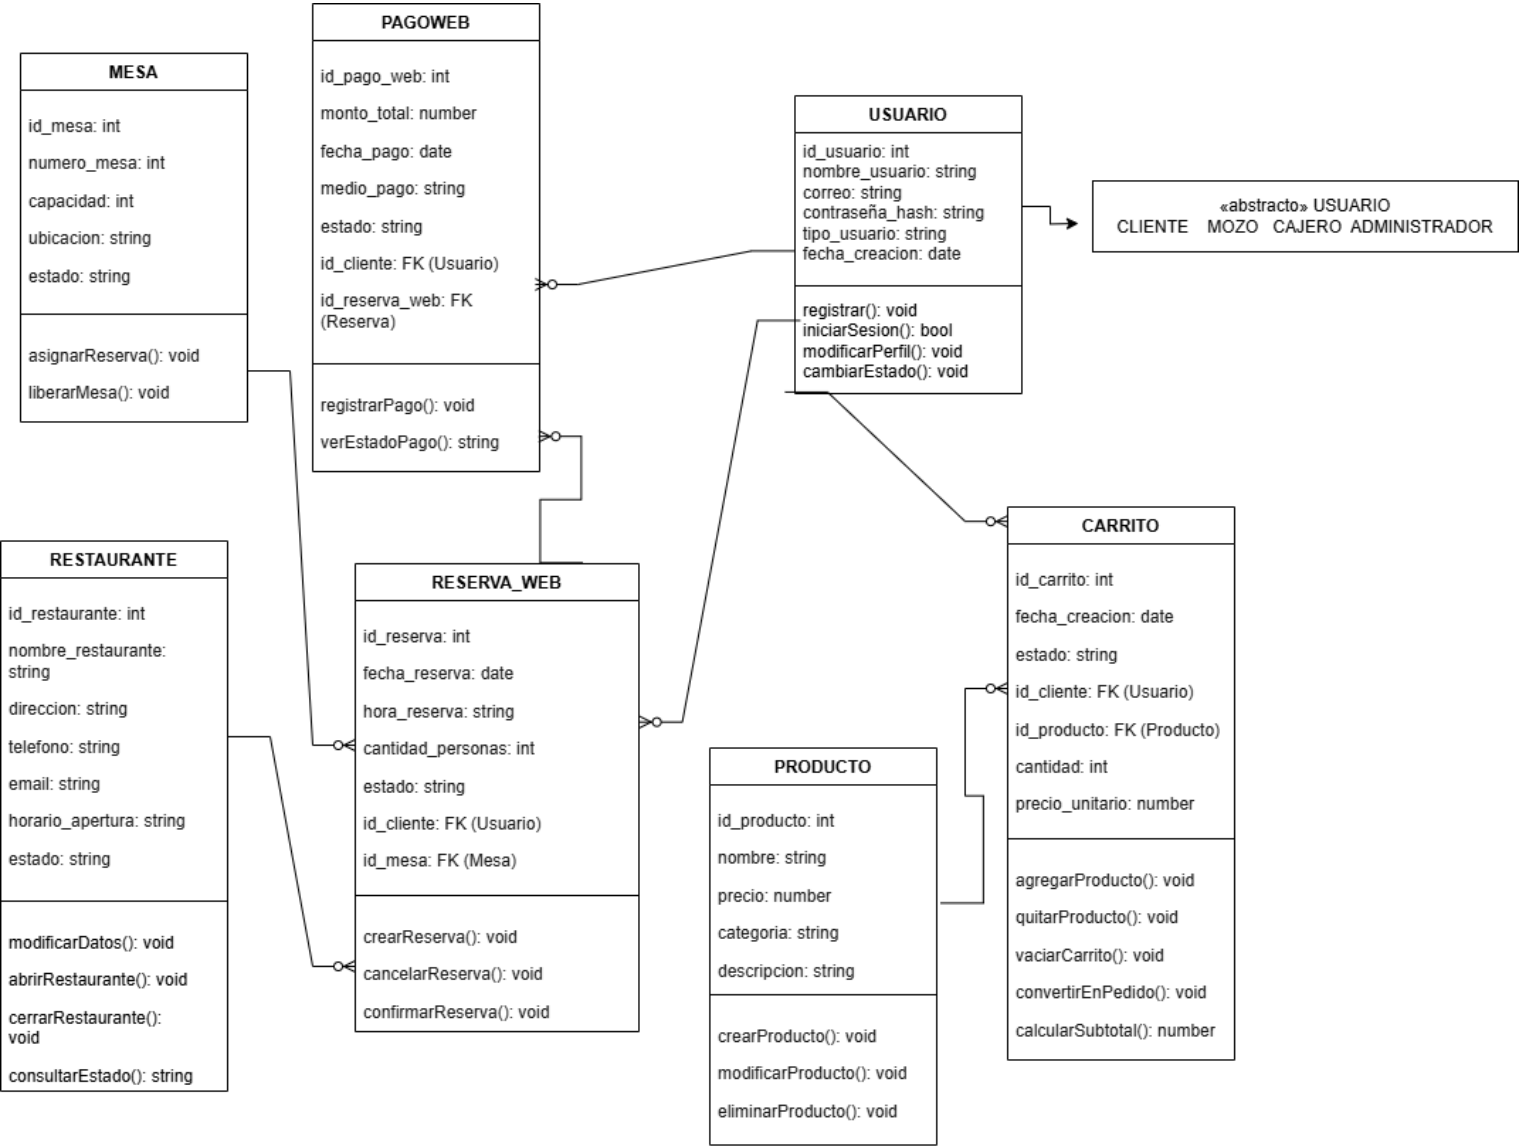 PAGOWEB
id_pago_web: int
monto_total: number
fecha_pago: date
medio_pago: string
estado: string
id_cliente: FK (Usuario)
id_reserva_web: FK
(Reserva)
registrarPago(): void
verEstadoPago(): string
MESA
id_mesa: int
numero_mesa: int
capacidad: int
ubicacion: string
estado: string
asignarReserva(): void
liberarMesa(): void
USUARIO
id_usuario: int
nombre_usuario: string
correo: string
contraseña_hash: string
tipo_usuario: string
fecha_creacion: date
registrar(): void
iniciarSesion(): bool
modificarPerfil(): void
cambiarEstado(): void
«abstracto» USUARIO
CLIENTE MOZO CAJERO ADMINISTRADOR
RESTAURANTE
id_restaurante: int
nombre_restaurante:
string
direccion: string
telefono: string
email: string
horario_apertura: string
estado: string
modificarDatos(): void
abrirRestaurante(): void
cerrarRestaurante():
void
consultarEstado(): string
RESERVA_WEB
id_reserva: int
fecha_reserva: date
hora_reserva: string
cantidad_personas: int
estado: string
id_cliente: FK (Usuario)
id_mesa: FK (Mesa)
crearReserva(): void
cancelarReserva(): void
confirmarReserva(): void
PRODUCTO
id_producto: int
nombre: string
precio: number
categoria: string
descripcion: string
crearProducto(): void
modificarProducto(): void
eliminarProducto(): void
CARRITO
id_carrito: int
fecha_creacion: date
estado: string
id_cliente: FK (Usuario)
id_producto: FK (Producto)
cantidad: int
precio_unitario: number
agregarProducto(): void
quitarProducto(): void
vaciarCarrito(): void
convertirEnPedido(): void
calcularSubtotal(): number